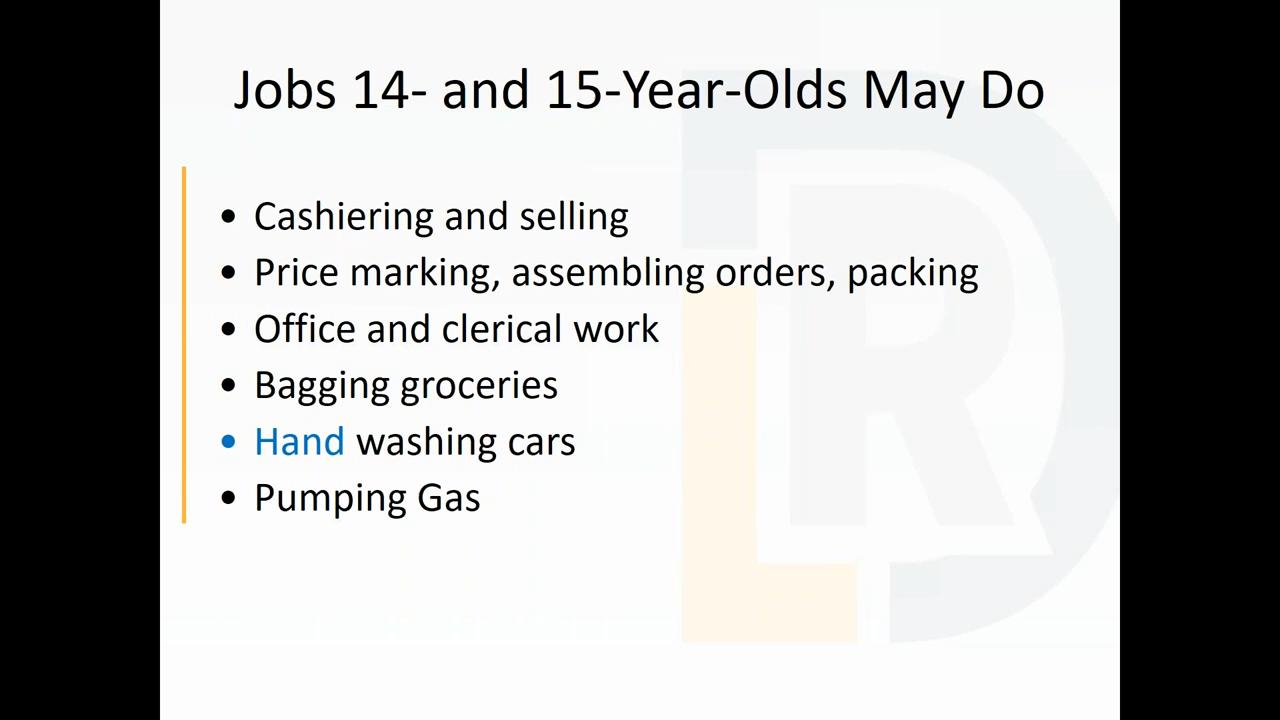 Jobs 14- and 15-Year-Olds May Do
• Cashiering and selling
• Price marking, assembling orders, packing
• Office and clerical work
• Bagging groceries
• Hand washing cars
• Pumping Gas